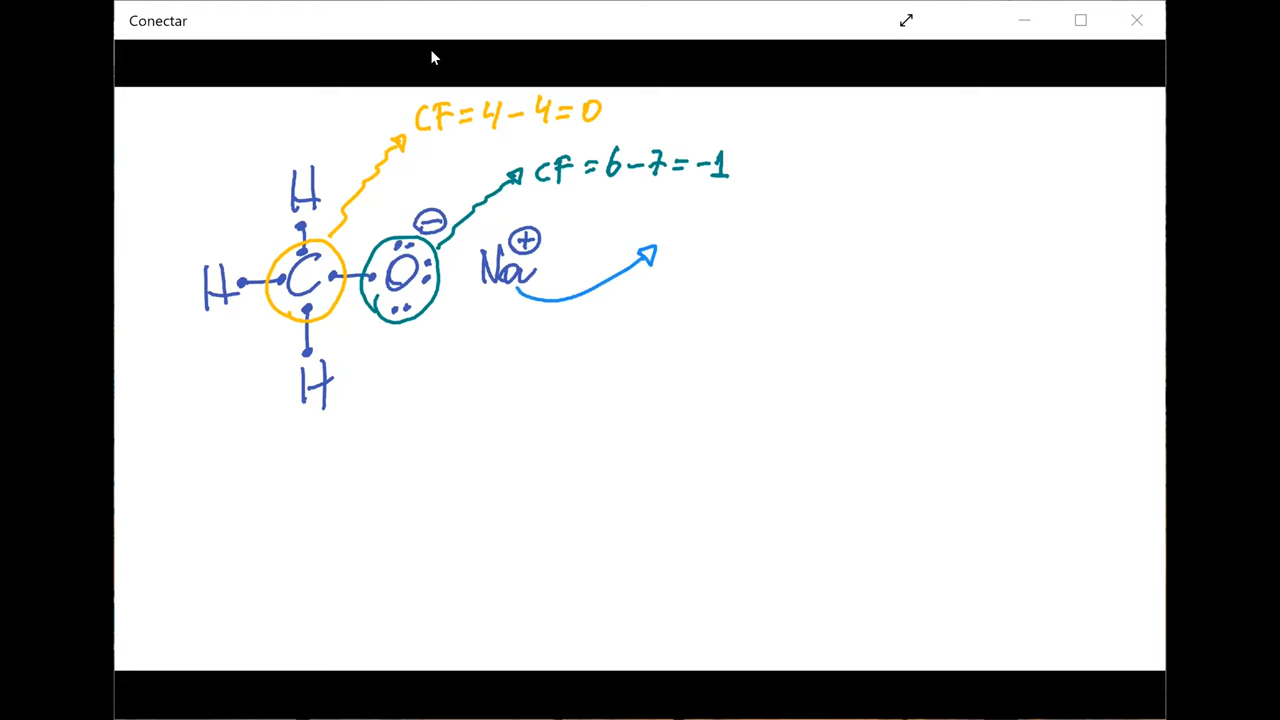 Conectar
CF = 4 - 4 = 0
CF = 6 - 7 = -1
H
H C O ⊖ Na ⊕
H